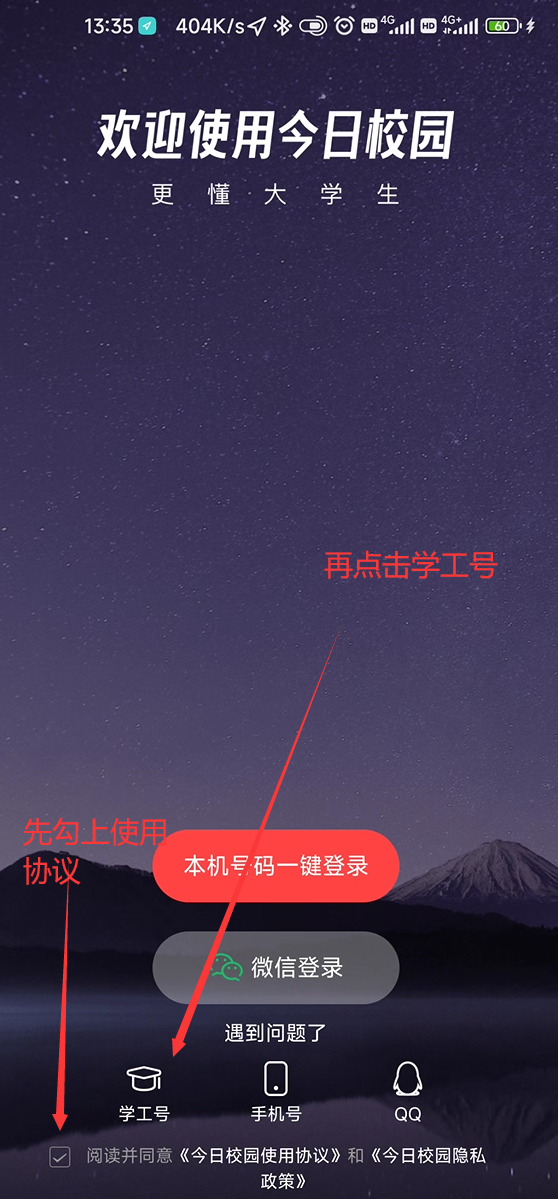 13:35 404K/s HD 4G HD 4G+ 60
欢迎使用今日校园
更懂大学生
再点击学工号
先勾上使用
协议
本机号码一键登录
微信登录
遇到问题了
学工号 手机号 QQ
阅读并同意《今日校园使用协议》和《今日校园隐私
政策》